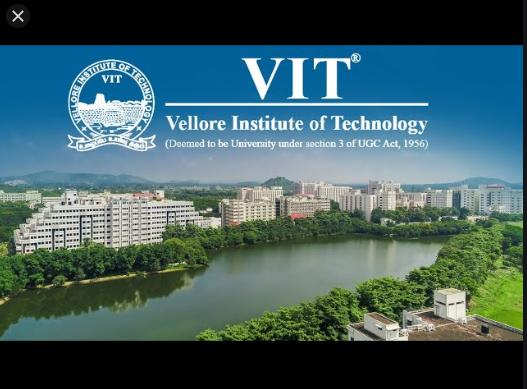 VELLORE INSTITUTE OF TECHNOLOGY
VIT
VIT®
Vellore Institute of Technology
(Deemed to be University under section 3 of UGC Act, 1956)